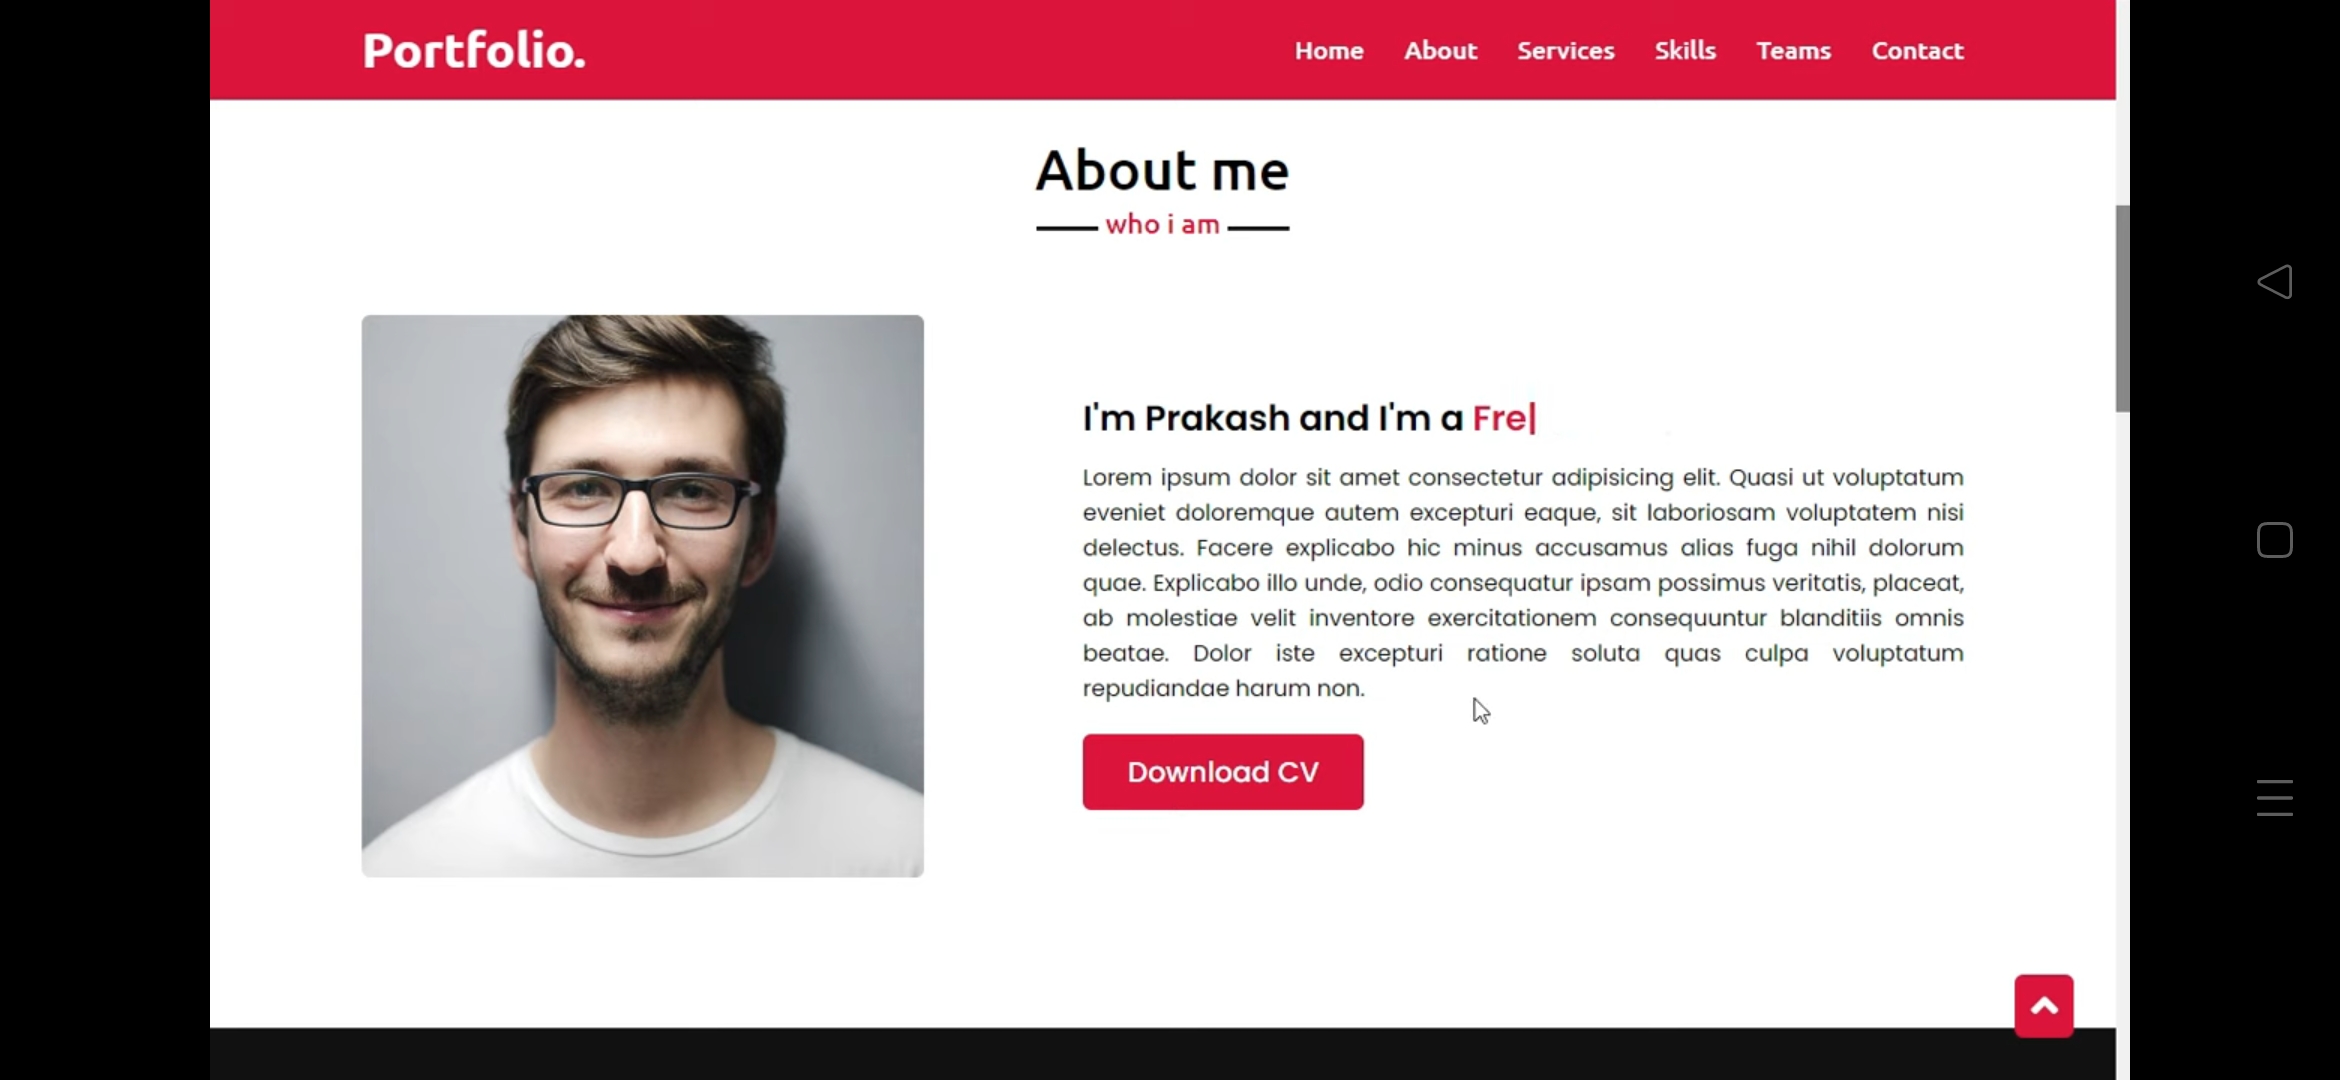 Portfolio.
Home About Services Skills Teams Contact
About me
who i am
I'm Prakash and I'm a Fre|
Lorem ipsum dolor sit amet consectetur adipisicing elit. Quasi ut voluptatum
eveniet doloremque autem excepturi eaque, sit laboriosam voluptatem nisi
delectus. Facere explicabo hic minus accusamus alias fuga nihil dolorum
quae. Explicabo illo unde, odio consequatur ipsam possimus veritatis, placeat,
ab molestiae velit inventore exercitationem consequuntur blanditiis omnis
beatae. Dolor iste excepturi ratione soluta quas culpa voluptatum
repudiandae harum non.
Download CV